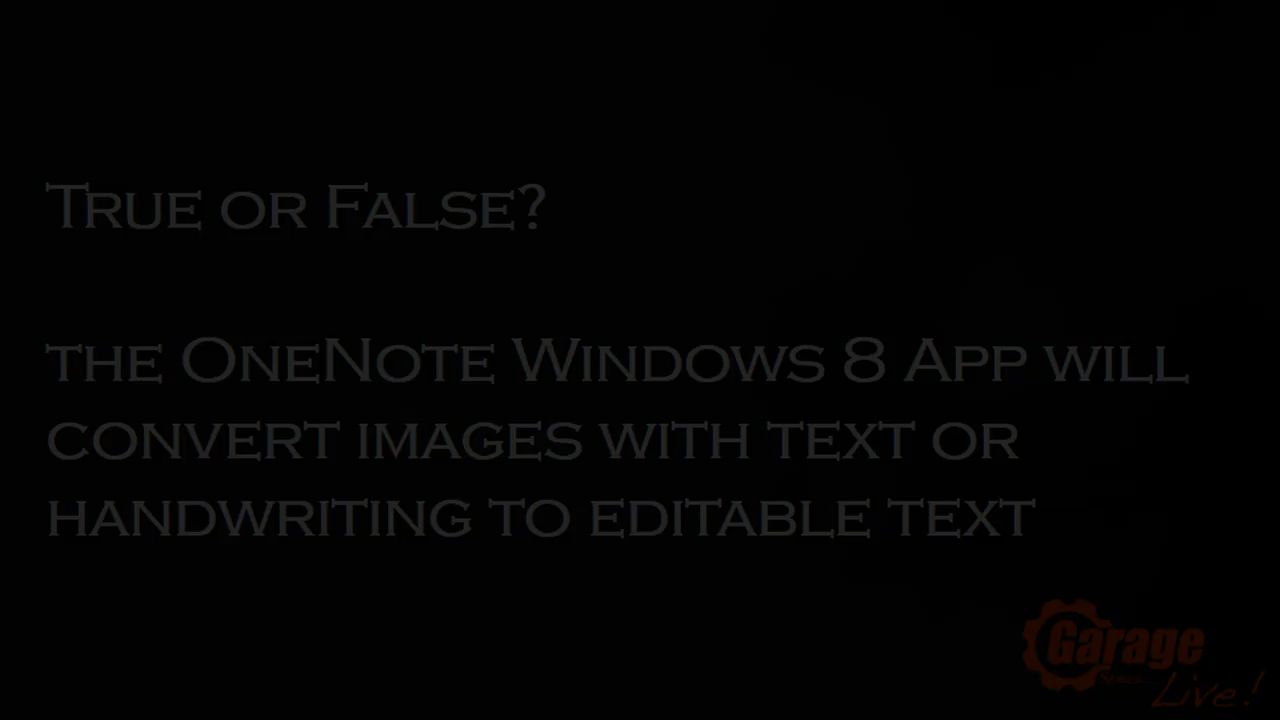 True or False?
the OneNote Windows 8 App will
convert images with text or
handwriting to editable text
Garage
Series
Live!